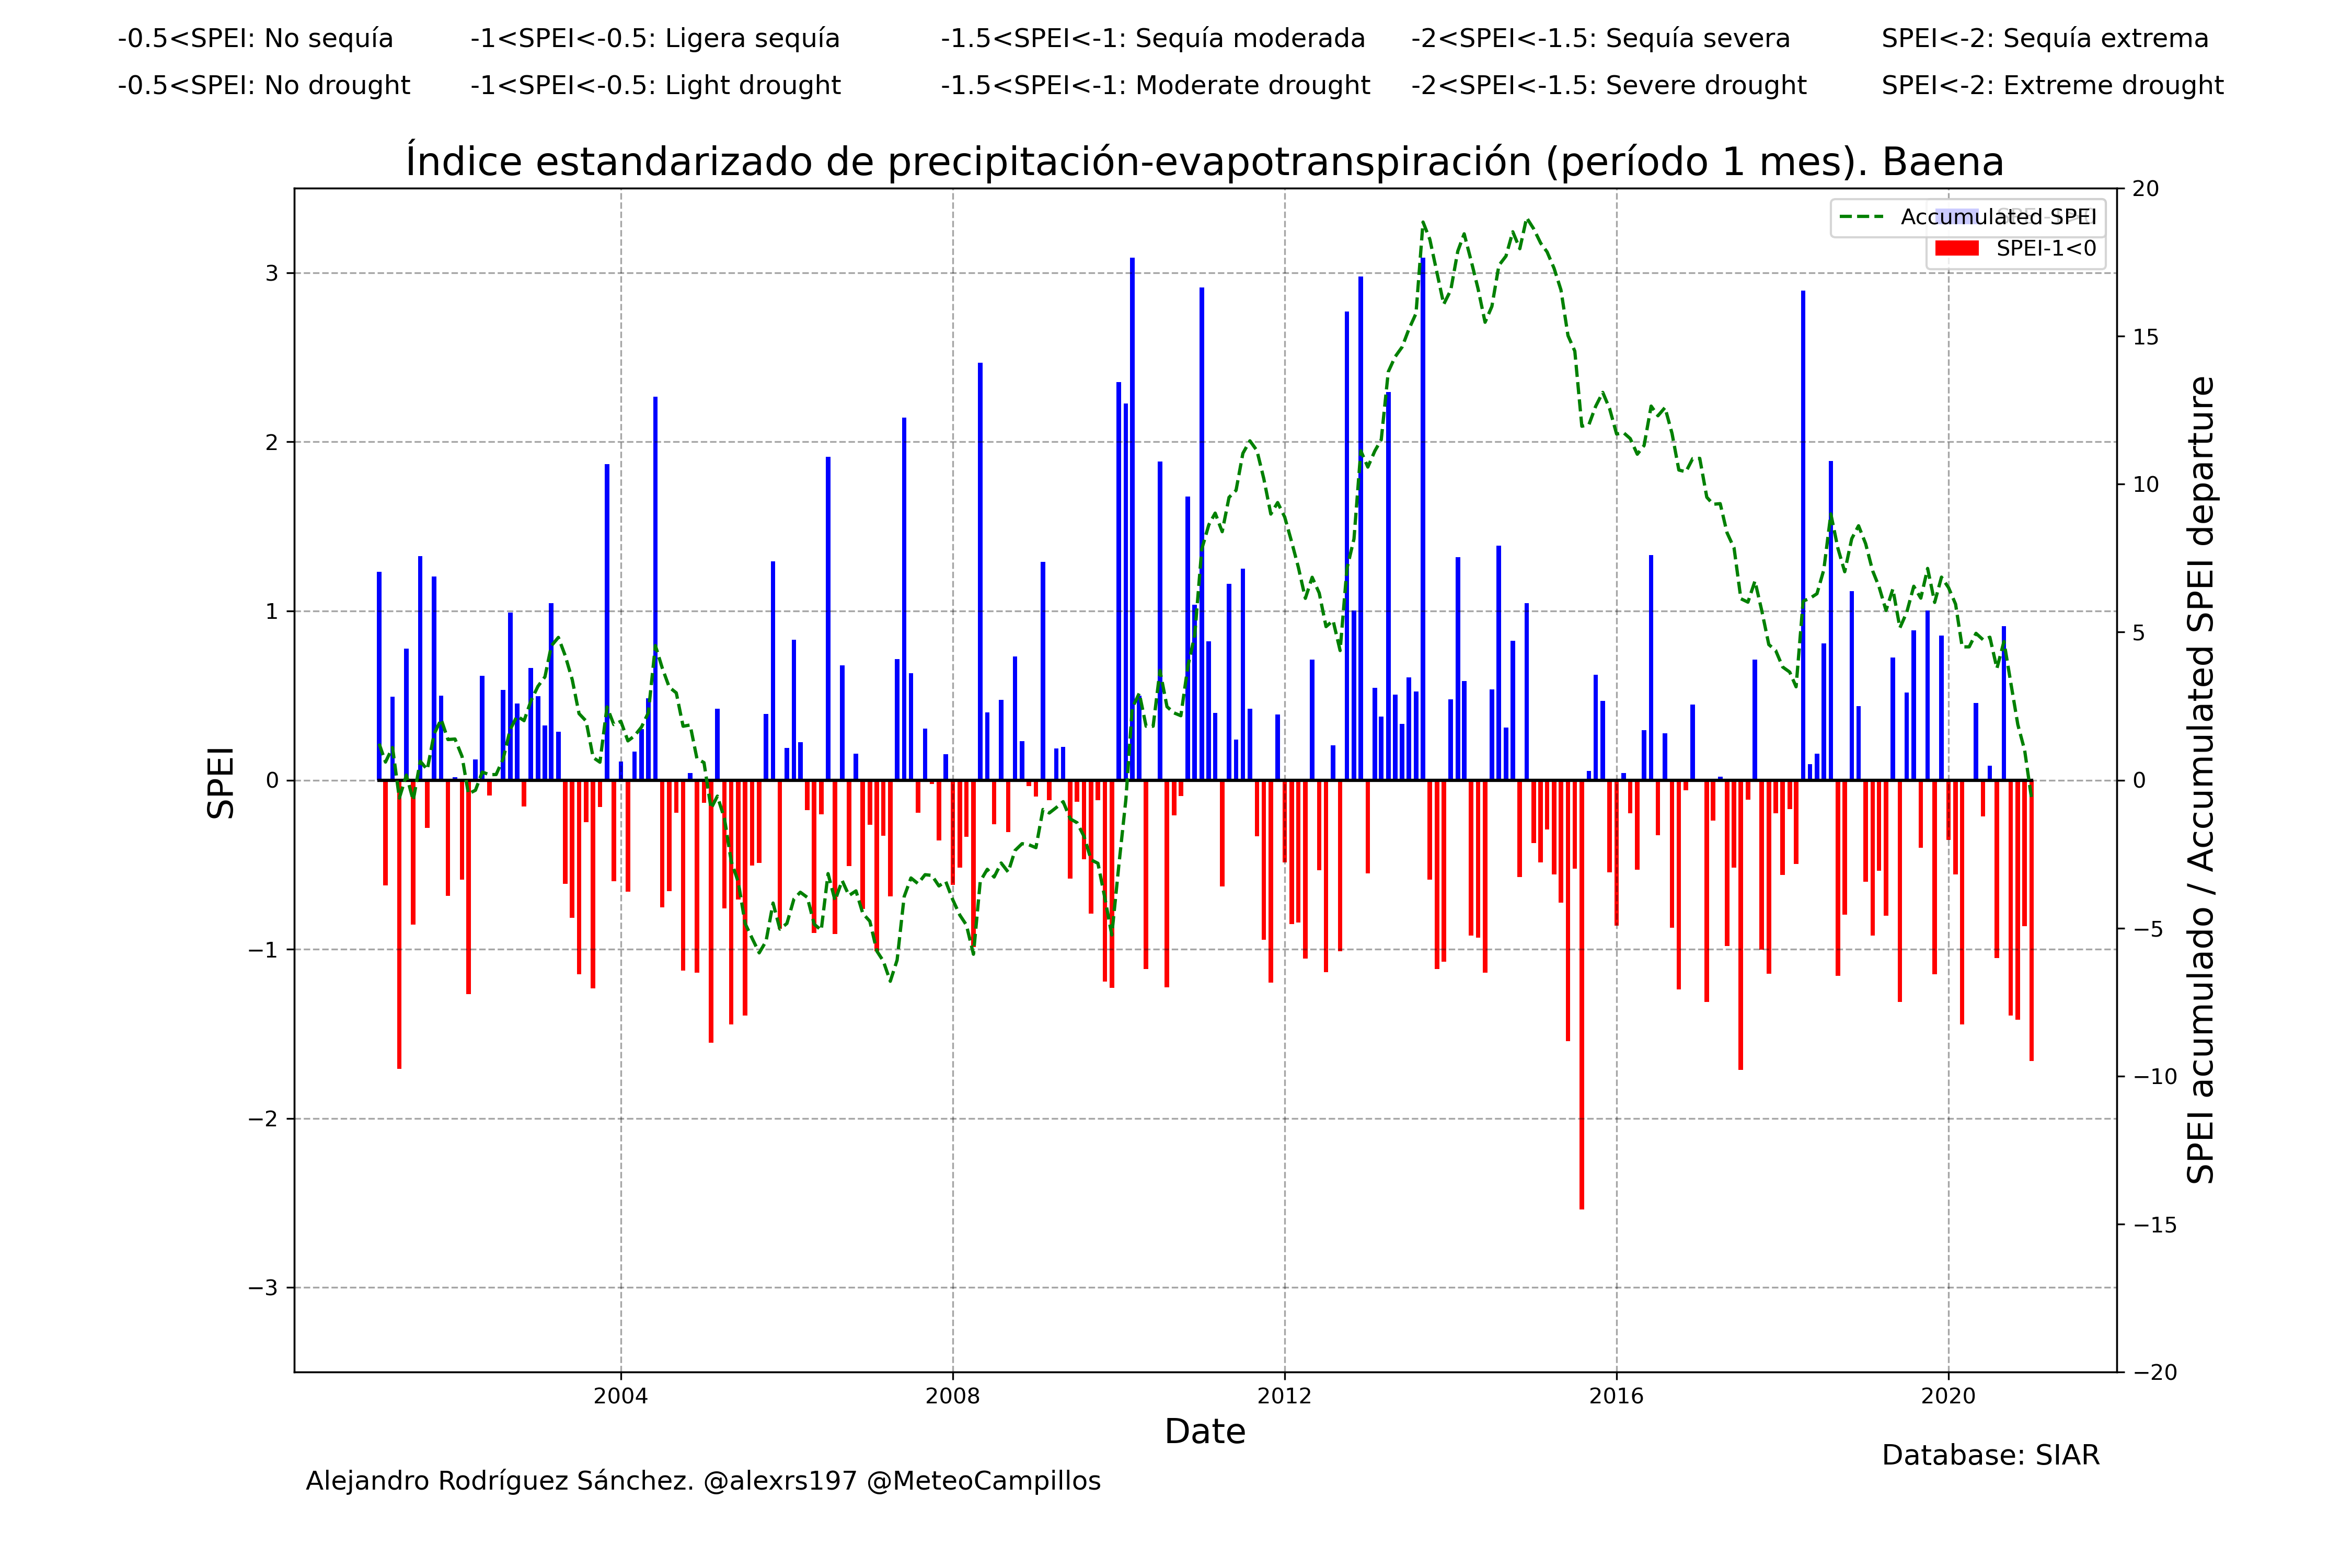 -0.5<SPEI: No sequía -1<SPEI<-0.5: Ligera sequía -1.5<SPEI<-1: Sequía moderada -2<SPEI<-1.5: Sequía severa SPEI<-2: Sequía extrema
-0.5<SPEI: No drought -1<SPEI<-0.5: Light drought -1.5<SPEI<-1: Moderate drought -2<SPEI<-1.5: Severe drought SPEI<-2: Extreme drought
Índice estandarizado de precipitación-evapotranspiración (período 1 mes). Baena
Accumulated SPEI
SPEI-1<0
SPEI
3
2
1
0
−1
−2
−3
20
15
10
5
0
−5
−10
−15
−20
SPEI acumulado / Accumulated SPEI departure
2004 2008 2012 2016 2020
Date
Database: SIAR
Alejandro Rodríguez Sánchez. @alexrs197 @MeteoCampillos